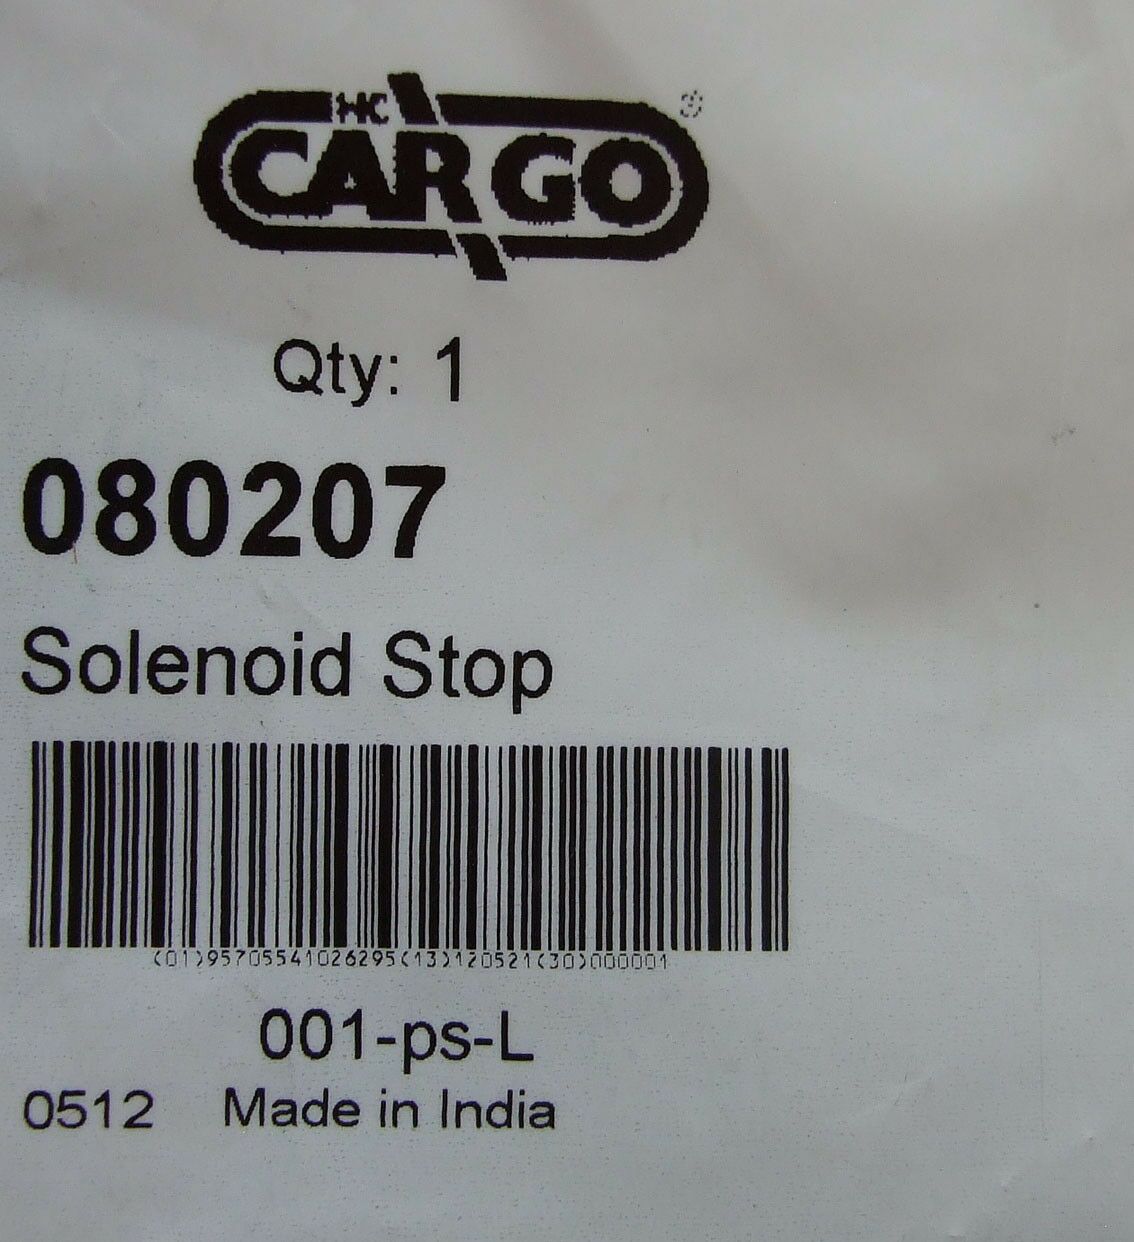 HC
CARGO ®
Qty: 1
080207
Solenoid Stop
(01)95705541026295(13)120521(30)000001
001-ps-L
0512 Made in India